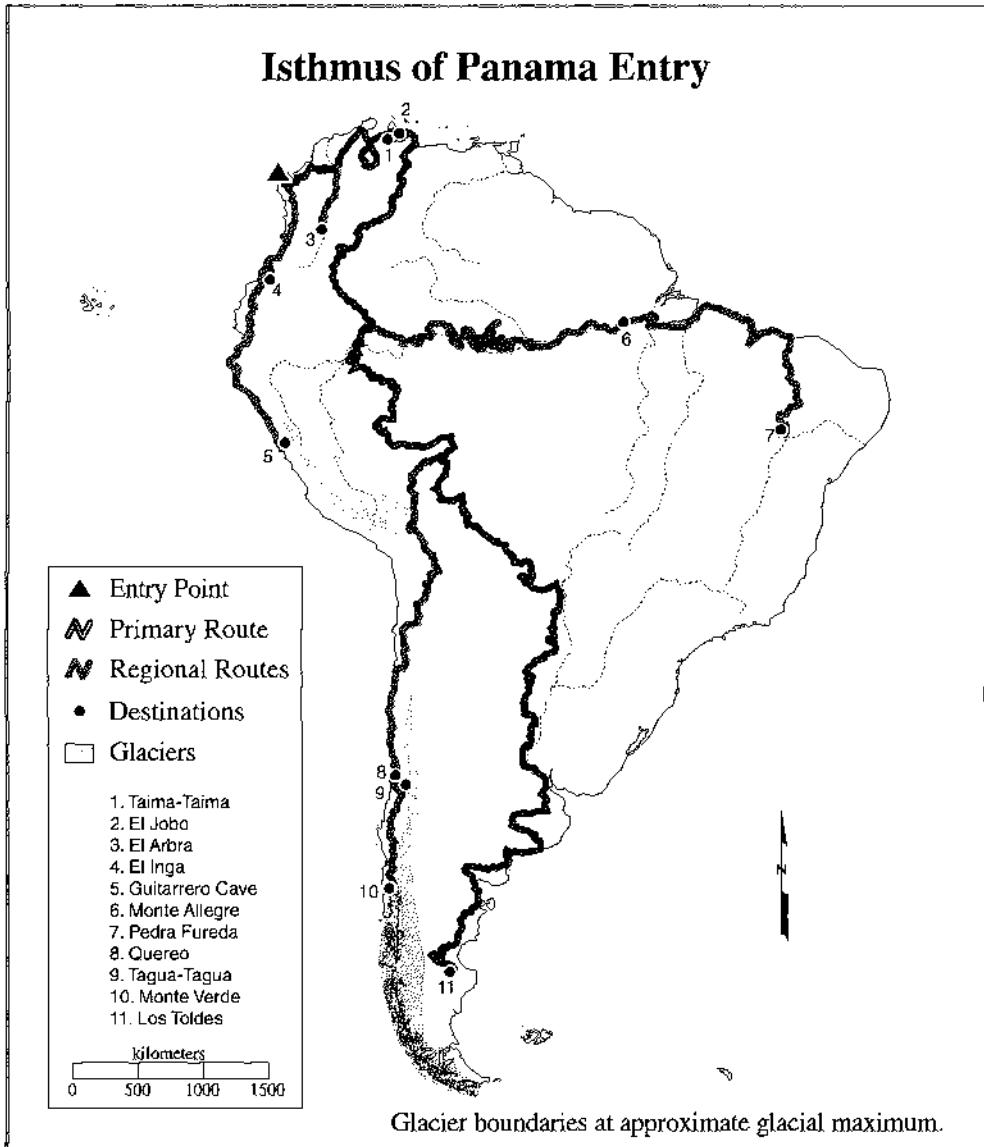 Isthmus of Panama Entry
2
1
3
4
6
7
5
Entry Point
Primary Route
Regional Routes
Destinations
Glaciers
1. Taima-Taima
2. El Jobo
3. El Arbra
4. El Inga
5. Guitarrero Cave
6. Monte Allegre
7. Pedra Fureda
8. Quereo
9. Tagua-Tagua
10. Monte Verde
11. Los Toldes
kilometers
0 500 1000 1500
8
9
10
11
N
Glacier boundaries at approximate glacial maximum.